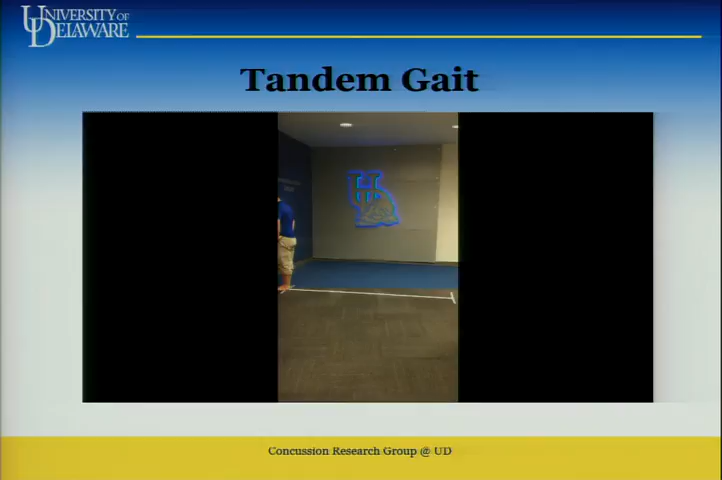 UNIVERSITY OF
DELAWARE
Tandem Gait
Concussion Research Group @ UD